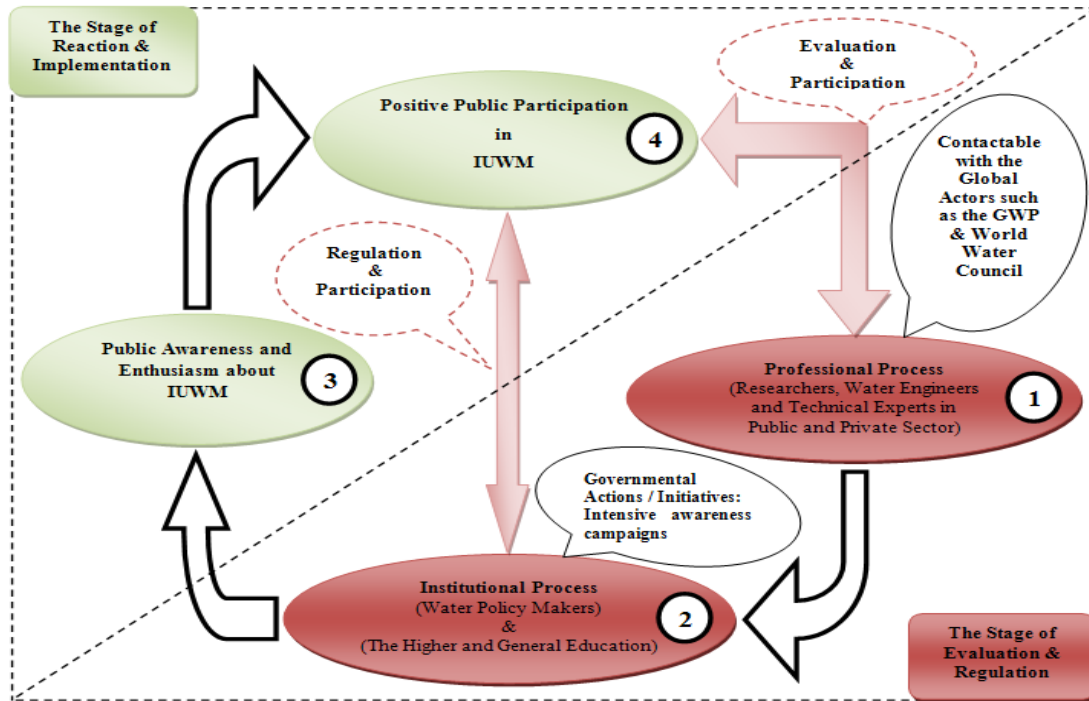 The Stage of
Reaction &
Implementation
Evaluation
&
Participation
Positive Public Participation
in
IUWM
4
Contactable
with the
Global
Actors such
as the GWP
& World
Water
Council
Regulation
&
Participation
Public Awareness and
Enthusiasm about
IUWM
3
Professional Process
(Researchers, Water Engineers
and Technical Experts in
Public and Private Sector)
1
Governmental
Actions / Initiatives:
Intensive awareness
campaigns
Institutional Process
(Water Policy Makers)
&
(The Higher and General Education)
2
The Stage of
Evaluation &
Regulation